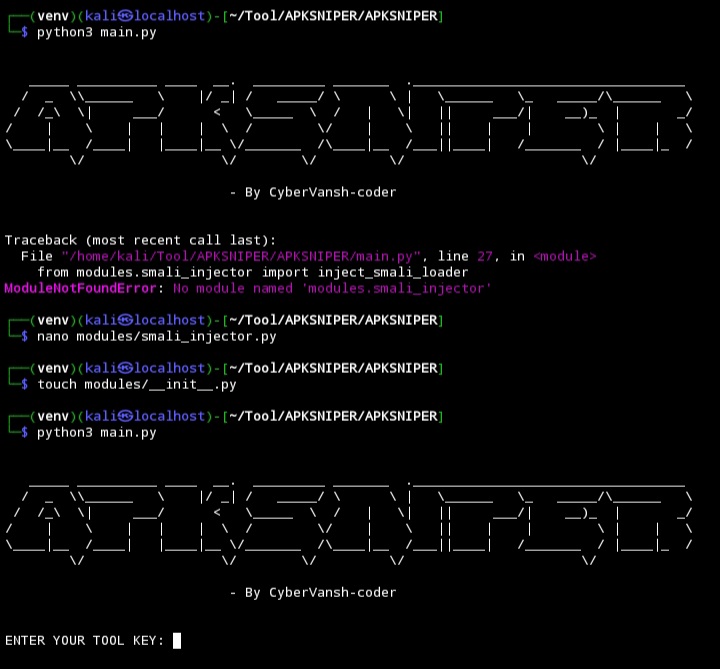 ┌──(venv)(kali㉿localhost)-[~/Tool/APKSNIPER/APKSNIPER]
└─$ python3 main.py
APKSNIPER
- By CyberVansh-coder
Traceback (most recent call last):
File "/home/kali/Tool/APKSNIPER/APKSNIPER/main.py", line 27, in <module>
from modules.smali_injector import inject_smali_loader
ModuleNotFoundError: No module named 'modules.smali_injector'
┌──(venv)(kali㉿localhost)-[~/Tool/APKSNIPER/APKSNIPER]
└─$ nano modules/smali_injector.py
┌──(venv)(kali㉿localhost)-[~/Tool/APKSNIPER/APKSNIPER]
└─$ touch modules/__init__.py
┌──(venv)(kali㉿localhost)-[~/Tool/APKSNIPER/APKSNIPER]
└─$ python3 main.py
APKSNIPER
- By CyberVansh-coder
ENTER YOUR TOOL KEY: